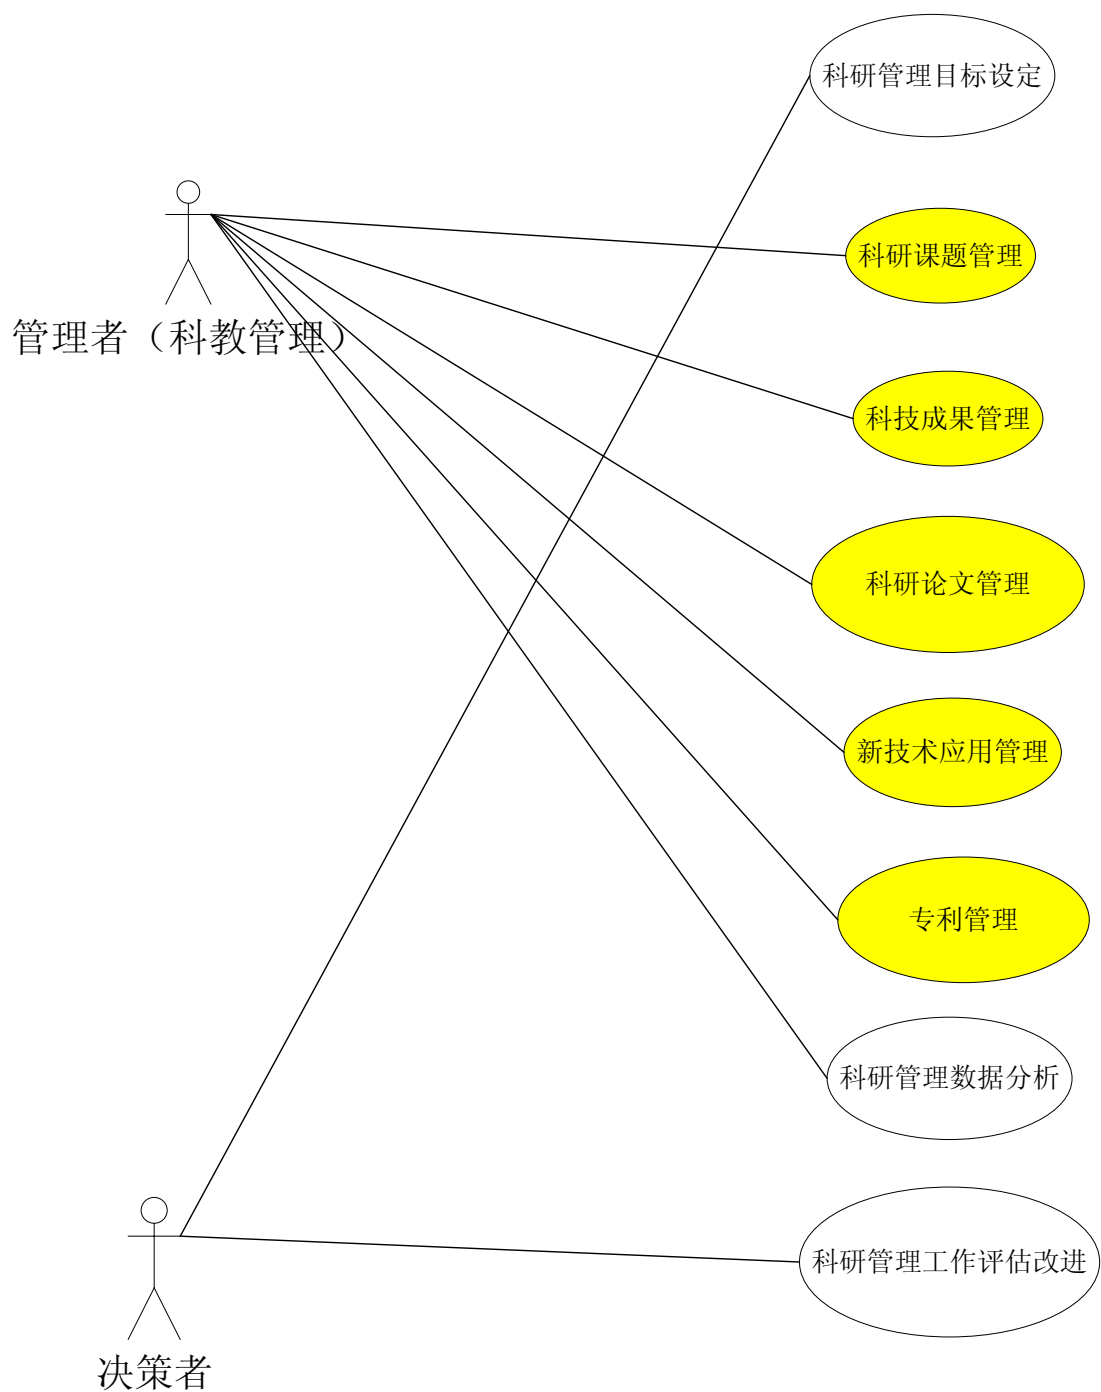 科研管理目标设定
科研课题管理
管理者（科教管理）
科技成果管理
科研论文管理
新技术应用管理
专利管理
科研管理数据分析
科研管理工作评估改进
决策者